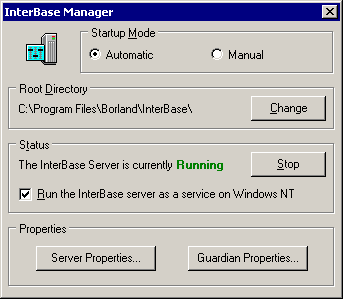 InterBase Manager
Startup Mode
Automatic Manual
Root Directory
C:\Program Files\Borland\InterBase\ Change
Status
The InterBase Server is currently Running Stop
Run the InterBase server as a service on Windows NT
Properties
Server Properties... Guardian Properties...